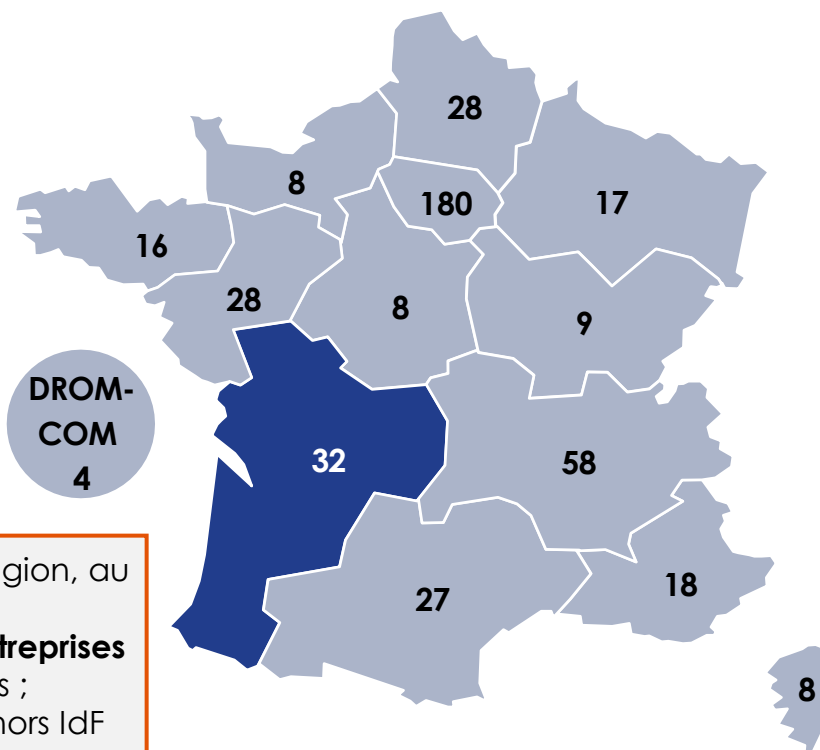 28
8
180
17
16
28
8
9
DROM-
COM
4
32
58
27
18
8
gion, au
treprises
s ;
hors IdF